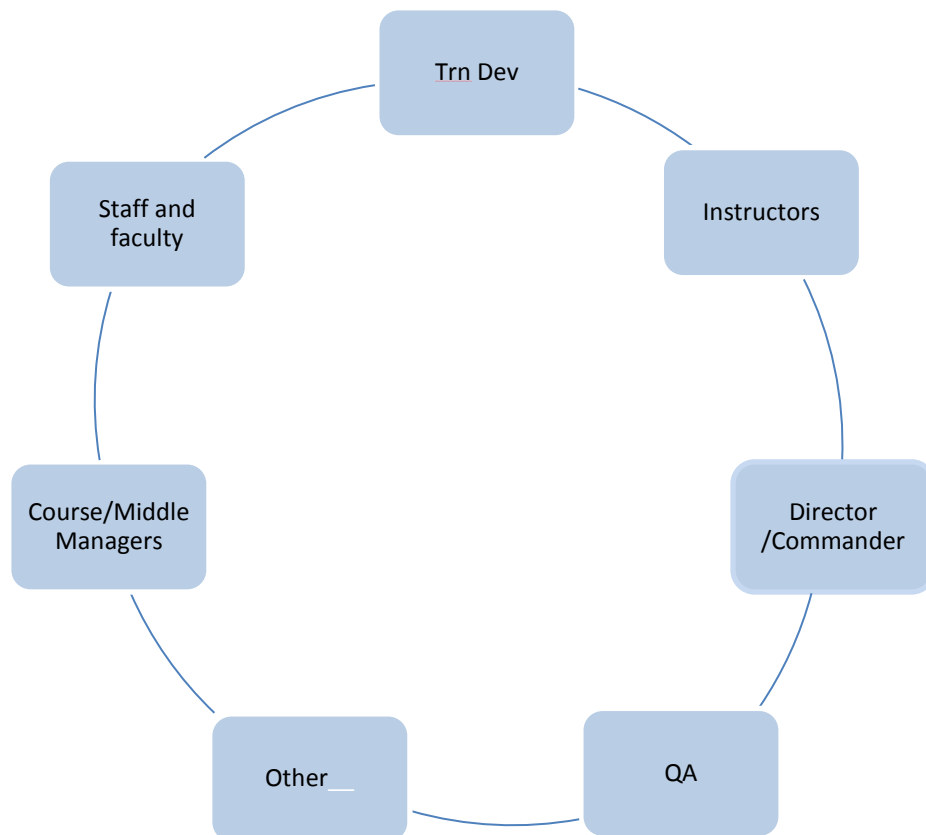 Trn Dev
Instructors
Director
/Commander
QA
Other__
Course/Middle
Managers
Staff and
faculty